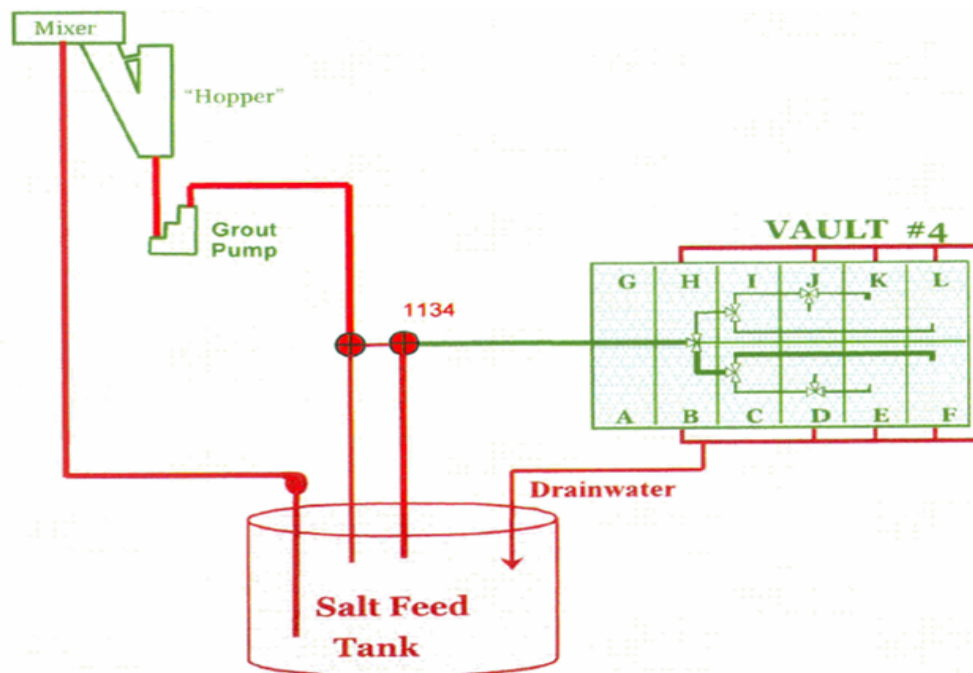 Mixer
"Hopper"
Grout
Pump
1134
VAULT #4
G H I J K L
A B C D E F
Drainwater
Salt Feed
Tank